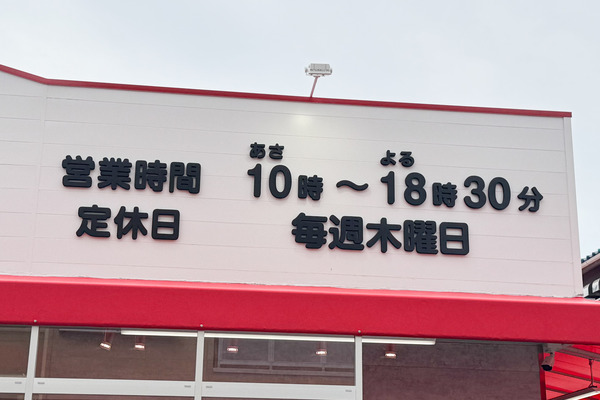 あさ よる
営業時間 10時～18時30分
定休日 毎週木曜日